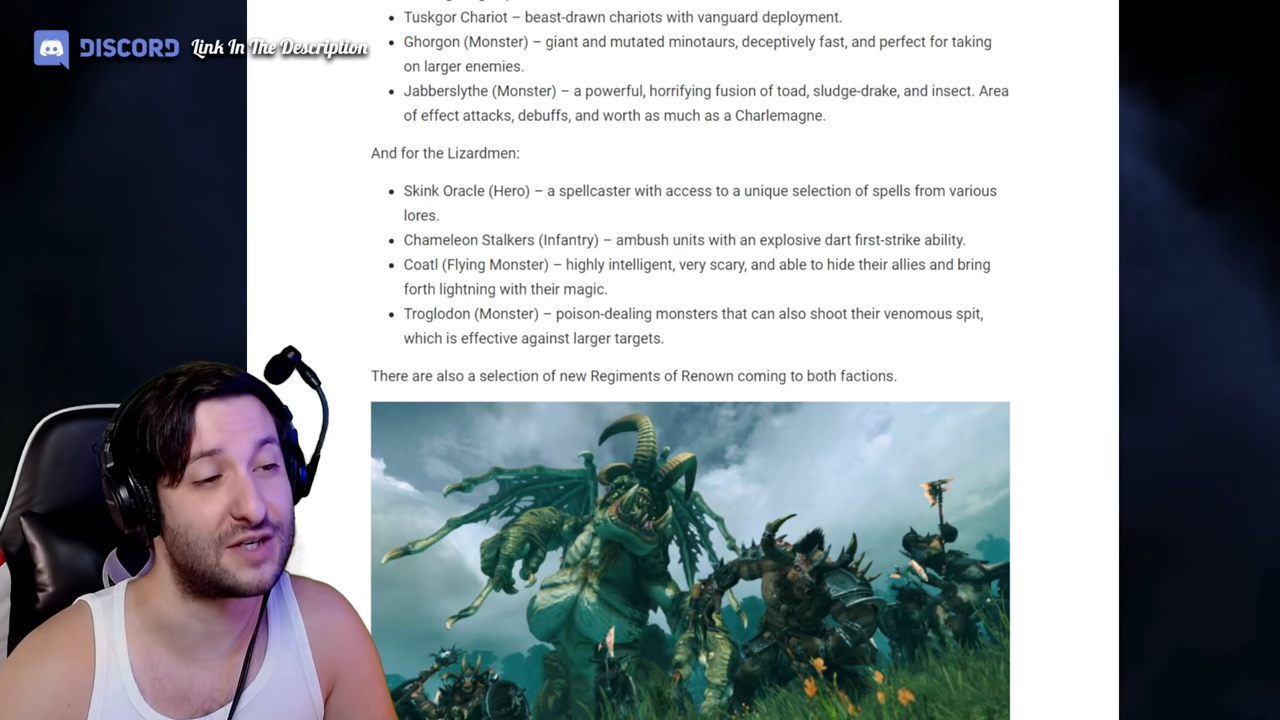 DISCORD Link In The Description
Tuskgor Chariot – beast-drawn chariots with vanguard deployment.
Ghorgon (Monster) – giant and mutated minotaurs, deceptively fast, and perfect for taking
on larger enemies.
Jabberslythe (Monster) – a powerful, horrifying fusion of toad, sludge-drake, and insect. Area
of effect attacks, debuffs, and worth as much as a Charlemagne.
And for the Lizardmen:
Skink Oracle (Hero) – a spellcaster with access to a unique selection of spells from various
lores.
Chameleon Stalkers (Infantry) – ambush units with an explosive dart first-strike ability.
Coatl (Flying Monster) – highly intelligent, very scary, and able to hide their allies and bring
forth lightning with their magic.
Troglodon (Monster) – poison-dealing monsters that can also shoot their venomous spit,
which is effective against larger targets.
There are also a selection of new Regiments of Renown coming to both factions.